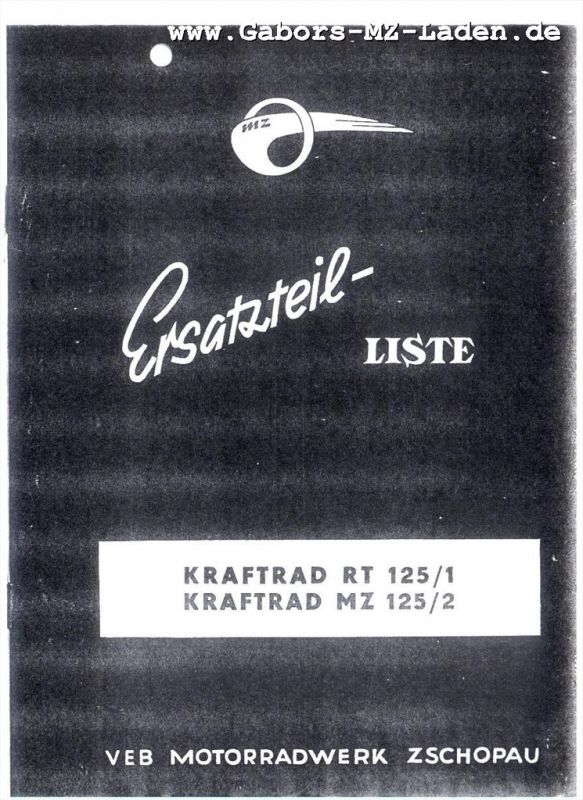 www.Gabors-MZ-Laden.de
MZ
Ersatzteil-
LISTE
KRAFTRAD RT 125/1
KRAFTRAD MZ 125/2
VEB MOTORRADWERK ZSCHOPAU